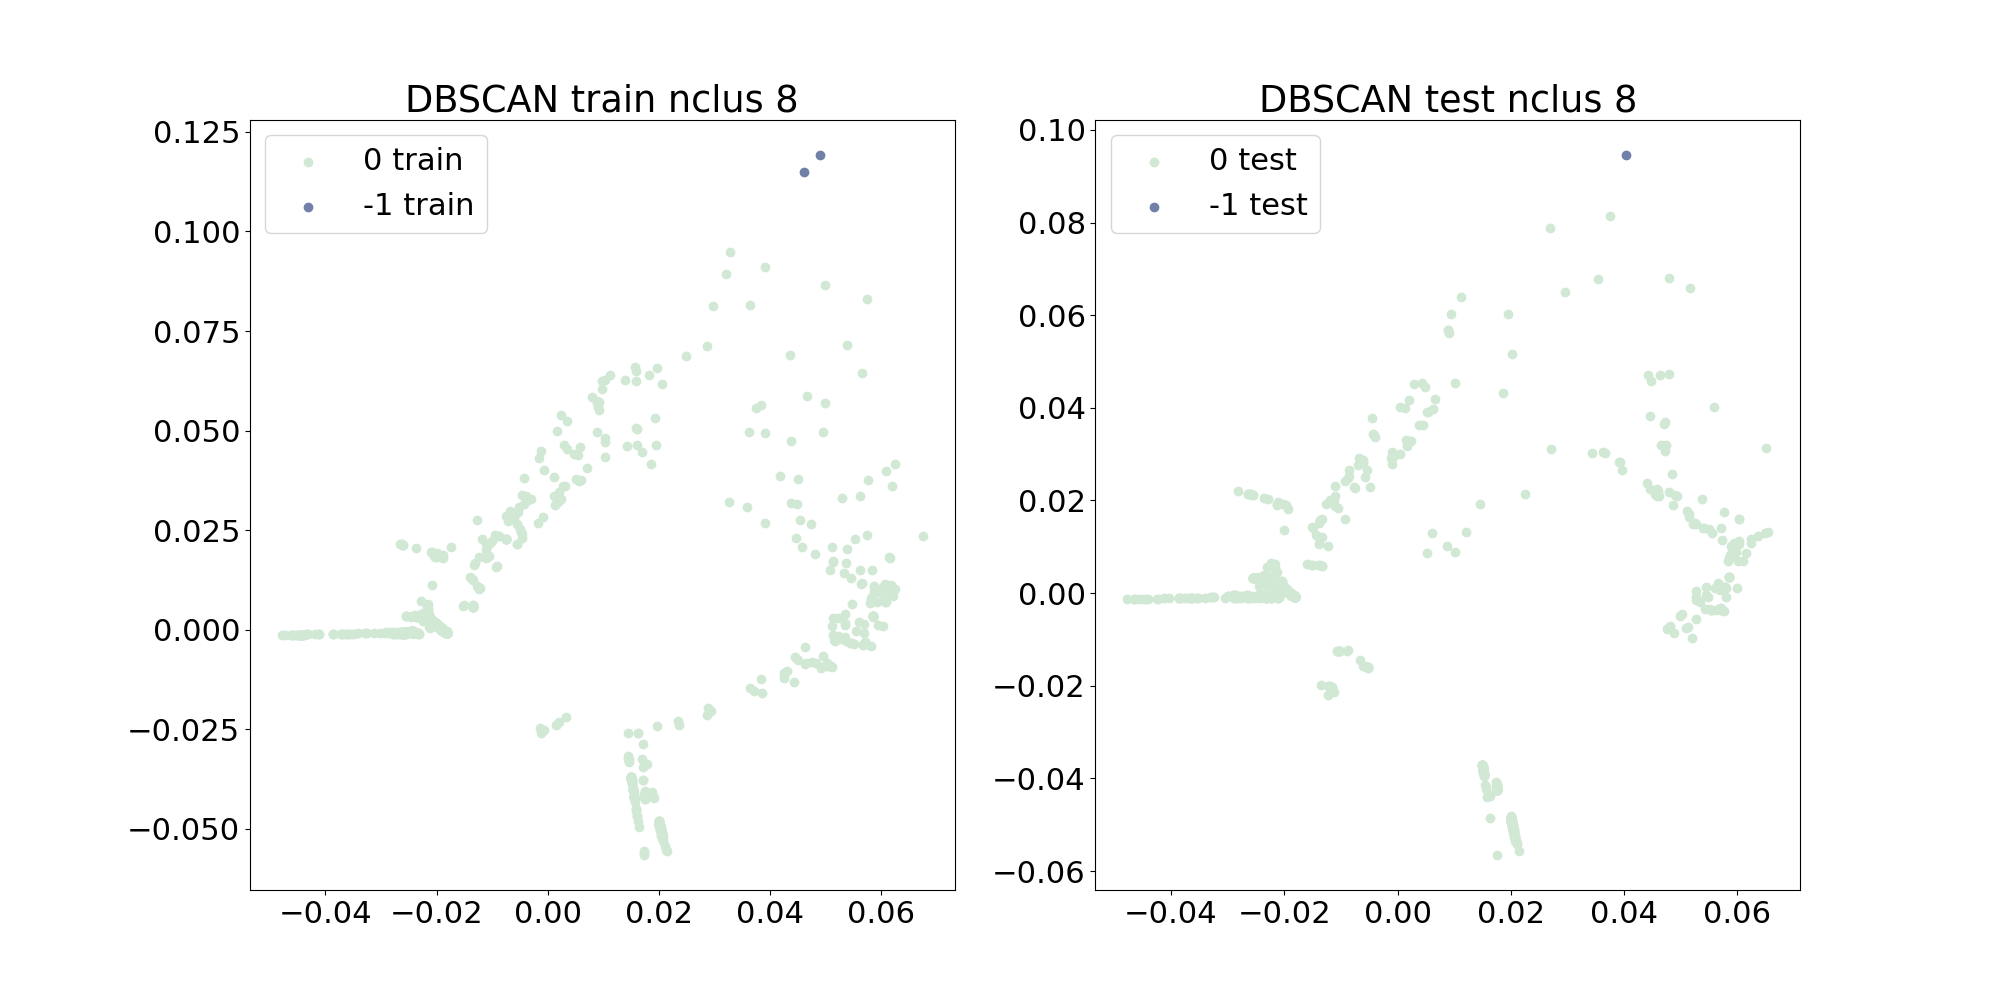 DBSCAN train nclus 8
0.125
0.100
0.075
0.050
0.025
0.000
−0.025
−0.050
0 train
-1 train
−0.04 −0.02 0.00 0.02 0.04 0.06
DBSCAN test nclus 8
0.10
0.08
0.06
0.04
0.02
0.00
−0.02
−0.04
−0.06
0 test
-1 test
−0.04 −0.02 0.00 0.02 0.04 0.06